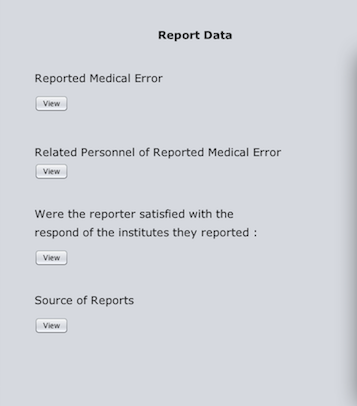 Report Data
Reported Medical Error
View
Related Personnel of Reported Medical Error
View
Were the reporter satisfied with the
respond of the institutes they reported :
View
Source of Reports
View